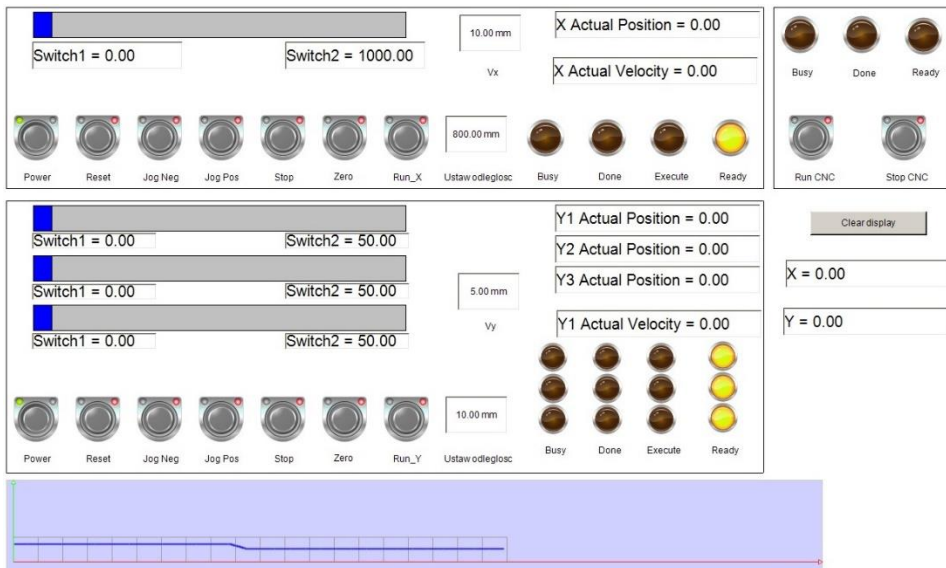 Switch1 = 0.00
Switch2 = 1000.00
10.00 mm
Vx
X Actual Position = 0.00
X Actual Velocity = 0.00
Power
Reset
Jog Neg
Jog Pos
Stop
Zero
Run_X
800.00 mm
Ustaw odleglosc
Busy
Done
Execute
Ready
Busy
Done
Ready
Run CNC
Stop CNC
Switch1 = 0.00
Switch2 = 50.00
Switch1 = 0.00
Switch2 = 50.00
Switch1 = 0.00
Switch2 = 50.00
5.00 mm
Vy
Y1 Actual Position = 0.00
Y2 Actual Position = 0.00
Y3 Actual Position = 0.00
Y1 Actual Velocity = 0.00
Power
Reset
Jog Neg
Jog Pos
Stop
Zero
Run_Y
10.00 mm
Ustaw odleglosc
Busy
Done
Execute
Ready
Clear display
X = 0.00
Y = 0.00